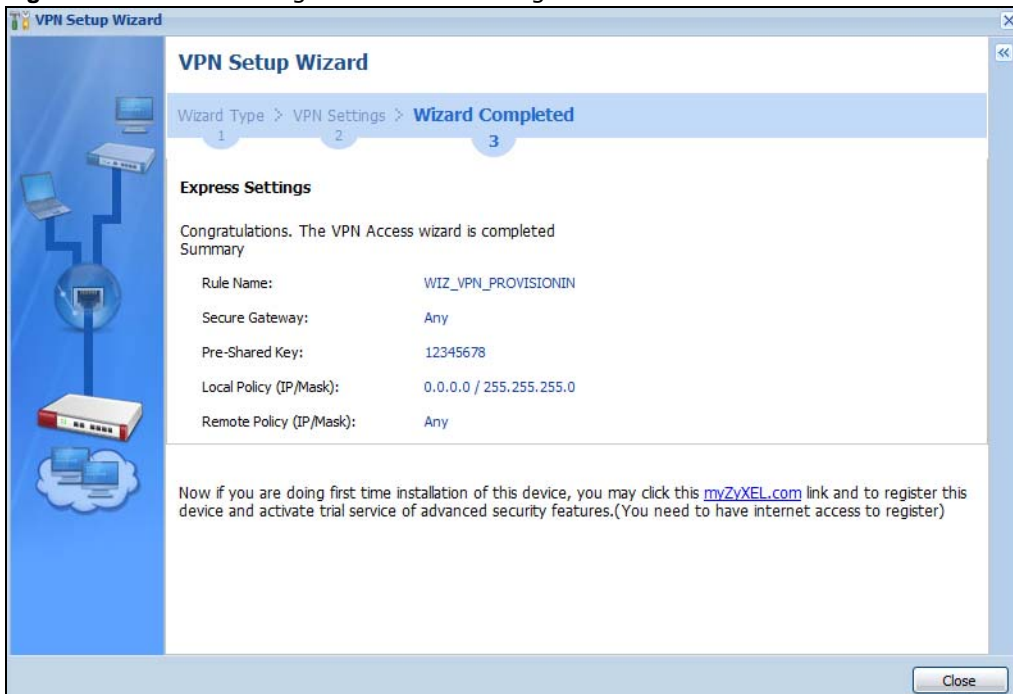 VPN Setup Wizard
VPN Setup Wizard
Wizard Type > VPN Settings > Wizard Completed
1 2 3
Express Settings
Congratulations. The VPN Access wizard is completed
Summary
Rule Name: WIZ_VPN_PROVISIONIN
Secure Gateway: Any
Pre-Shared Key: 12345678
Local Policy (IP/Mask): 0.0.0.0 / 255.255.255.0
Remote Policy (IP/Mask): Any
Now if you are doing first time installation of this device, you may click this myZyXEL.com link and to register this
device and activate trial service of advanced security features.(You need to have internet access to register)
Close